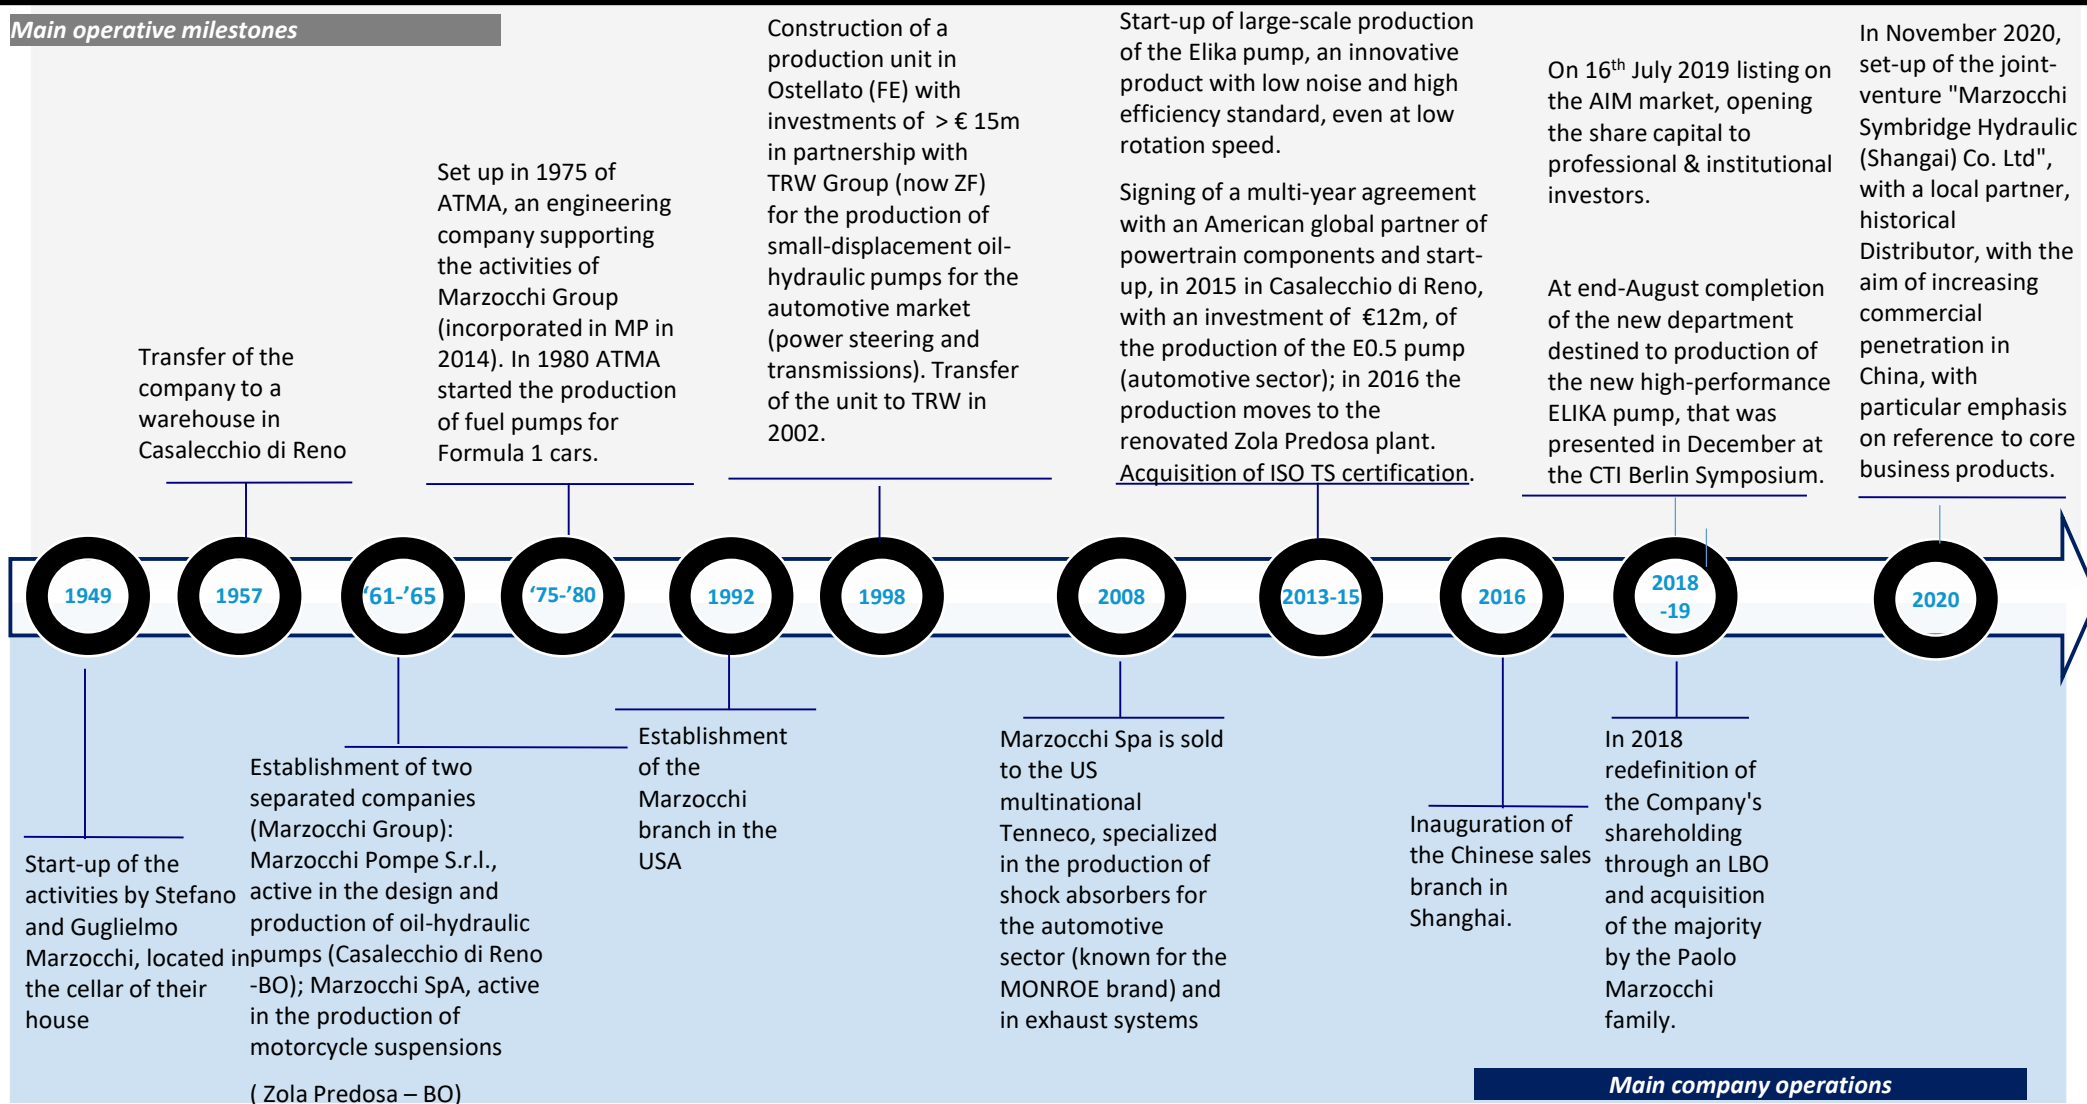 Main operative milestones
Transfer of the
company to a
warehouse in
Casalecchio di Reno
Set up in 1975 of
ATMA, an engineering
company supporting
the activities of
Marzocchi Group
(incorporated in MP in
2014). In 1980 ATMA
started the production
of fuel pumps for
Formula 1 cars.
Construction of a
production unit in
Ostellato (FE) with
investments of > € 15m
in partnership with
TRW Group (now ZF)
for the production of
small-displacement oil-
hydraulic pumps for the
automotive market
(power steering and
transmissions). Transfer
of the unit to TRW in
2002.
Start-up of large-scale production
of the Elika pump, an innovative
product with low noise and high
efficiency standard, even at low
rotation speed.
Signing of a multi-year agreement
with an American global partner of
powertrain components and start-
up, in 2015 in Casalecchio di Reno,
with an investment of €12m, of
the production of the E0.5 pump
(automotive sector); in 2016 the
production moves to the
renovated Zola Predosa plant.
Acquisition of ISO TS certification.
On 16th July 2019 listing on
the AIM market, opening
the share capital to
professional & institutional
investors.
At end-August completion
of the new department
destined to production of
the new high-performance
ELIKA pump, that was
presented in December at
the CTI Berlin Symposium.
In November 2020,
set-up of the joint-
venture "Marzocchi
Symbridge Hydraulic
(Shangai) Co. Ltd",
with a local partner,
historical
Distributor, with the
aim of increasing
commercial
penetration in
China, with
particular emphasis
on reference to core
business products.
1949
1957
‘61-’65
‘75-’80
1992
1998
2008
2013-15
2016
2018
-19
2020
Start-up of the
activities by Stefano
and Guglielmo
Marzocchi, located in
the cellar of their
house
Establishment of two
separated companies
(Marzocchi Group):
Marzocchi Pompe S.r.l.,
active in the design and
production of oil-hydraulic
pumps (Casalecchio di Reno
-BO); Marzocchi SpA, active
in the production of
motorcycle suspensions
( Zola Predosa – BO)
Establishment
of the
Marzocchi
branch in the
USA
Marzocchi Spa is sold
to the US
multinational
Tenneco, specialized
in the production of
shock absorbers for
the automotive
sector (known for the
MONROE brand) and
in exhaust systems
Inauguration of
the Chinese sales
branch in
Shanghai.
In 2018
redefinition of
the Company's
shareholding
through an LBO
and acquisition
of the majority
by the Paolo
Marzocchi
family.
Main company operations